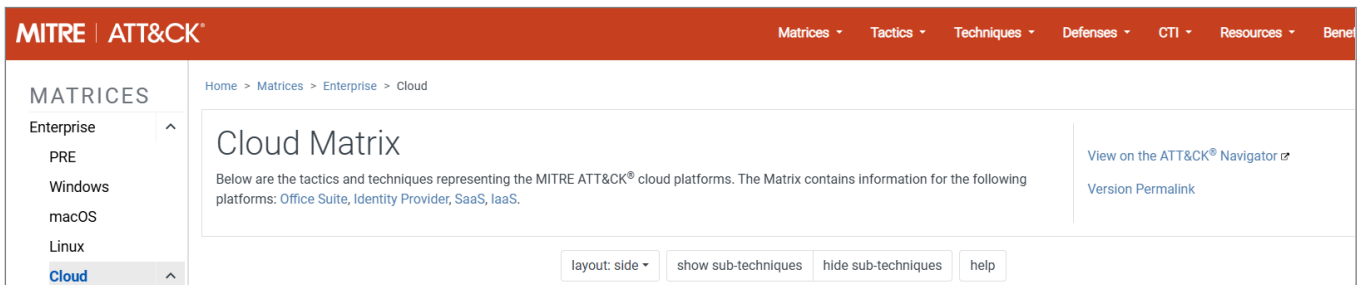 MITRE | ATT&CK®
Matrices Tactics Techniques Defenses CTI Resources
MATRICES
Enterprise
PRE
Windows
macOS
Linux
Cloud
Home > Matrices > Enterprise > Cloud
Cloud Matrix
Below are the tactics and techniques representing the MITRE ATT&CK® cloud platforms. The Matrix contains information for the following
platforms: Office Suite, Identity Provider, SaaS, IaaS.
View on the ATT&CK® Navigator
Version Permalink
layout: side show sub-techniques hide sub-techniques help